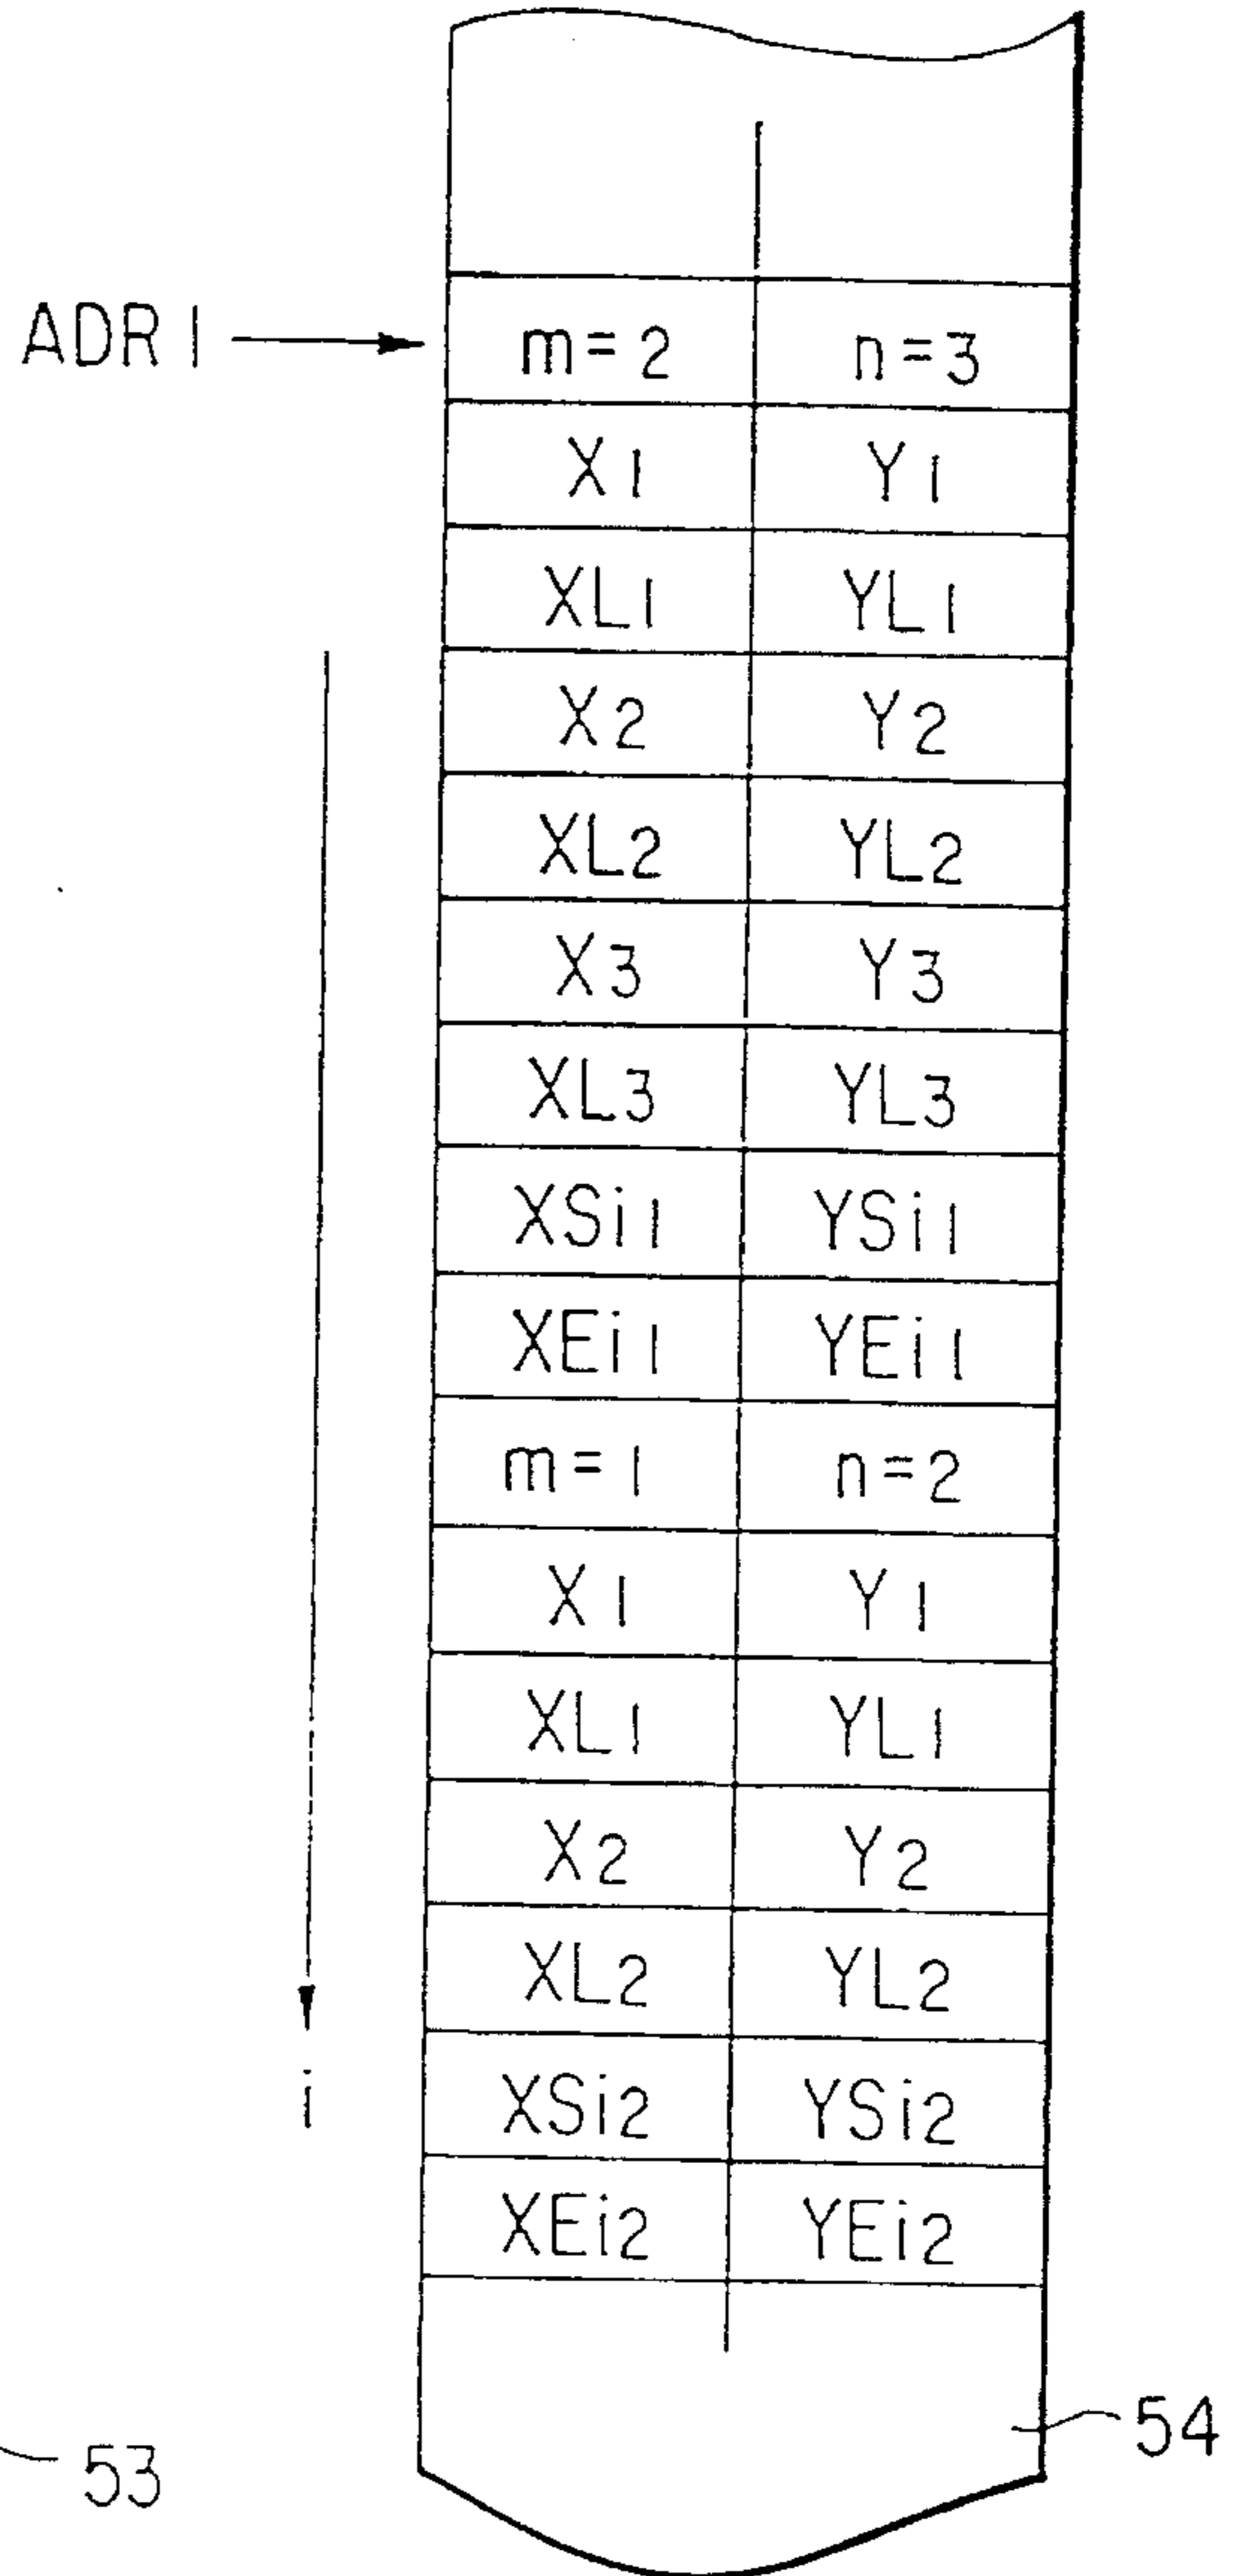 ADR1 m=2 n=3
X1 Y1
XL1 YL1
X2 Y2
XL2 YL2
X3 Y3
XL3 YL3
XSi1 YSi1
XEi1 YEi1
m=1 n=2
X1 Y1
XL1 YL1
X2 Y2
XL2 YL2
i XSi2 YSi2
XEi2 YEi2
54
53